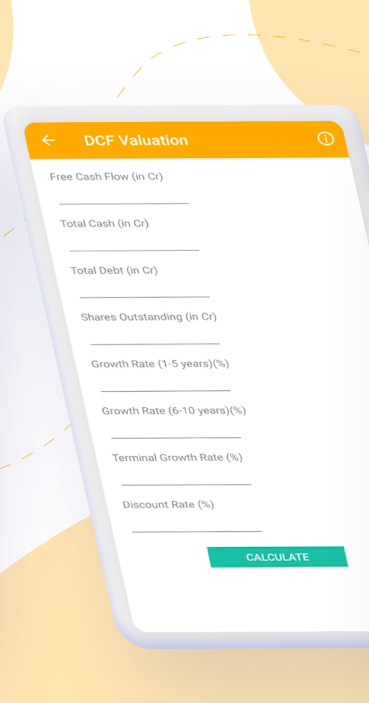 DCF Valuation
Free Cash Flow (in Cr)
Total Cash (in Cr)
Total Debt (in Cr)
Shares Outstanding (in Cr)
Growth Rate (1-5 years)(%)
Growth Rate (6-10 years)(%)
Terminal Growth Rate (%)
Discount Rate (%)
CALCULATE